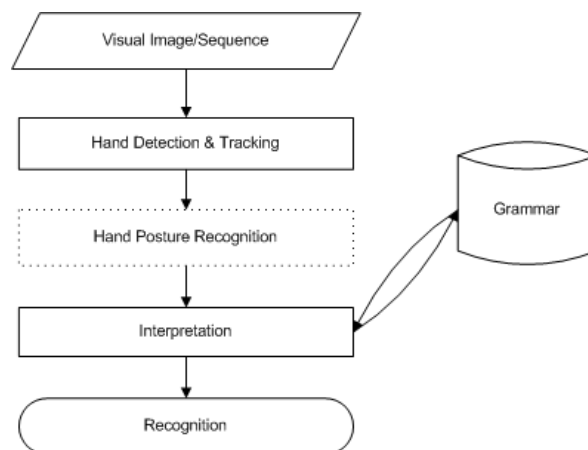 Visual Image/Sequence
Hand Detection & Tracking
Hand Posture Recognition
Grammar
Interpretation
Recognition